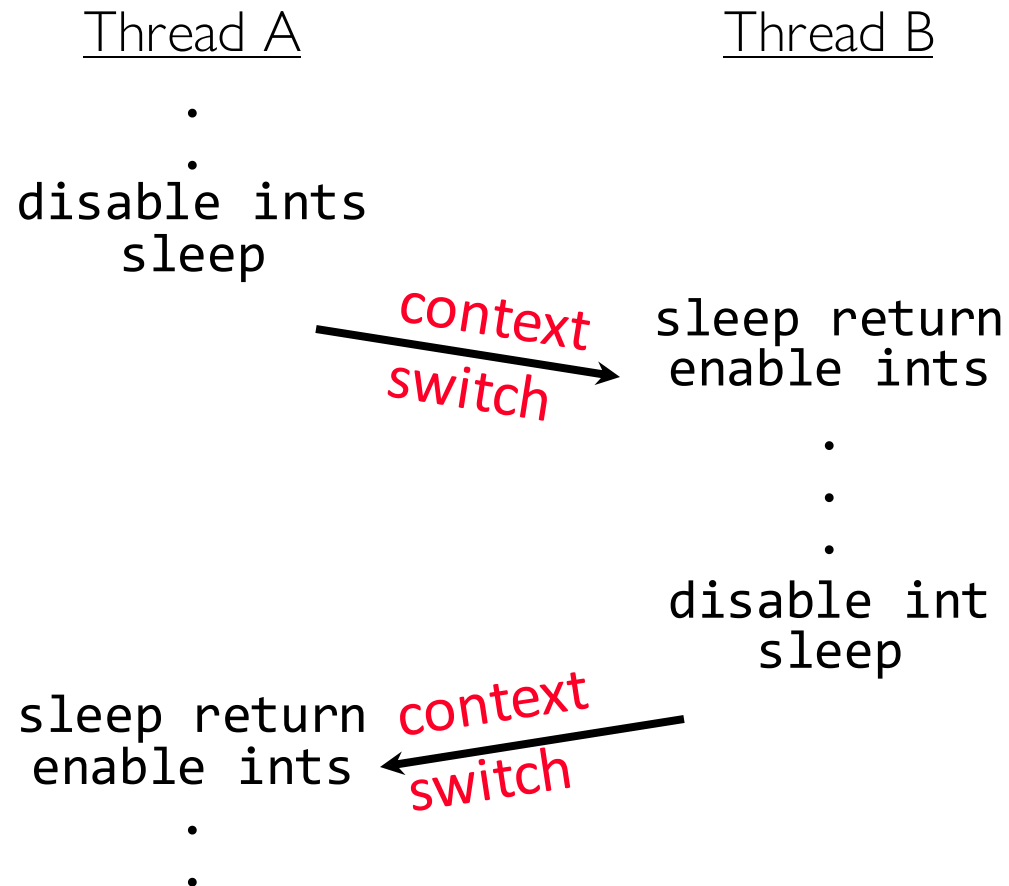 Thread A
Thread B
.
.
disable ints
sleep
context
switch
sleep return
enable ints
.
.
.
disable int
sleep
context
switch
sleep return
enable ints
.
.